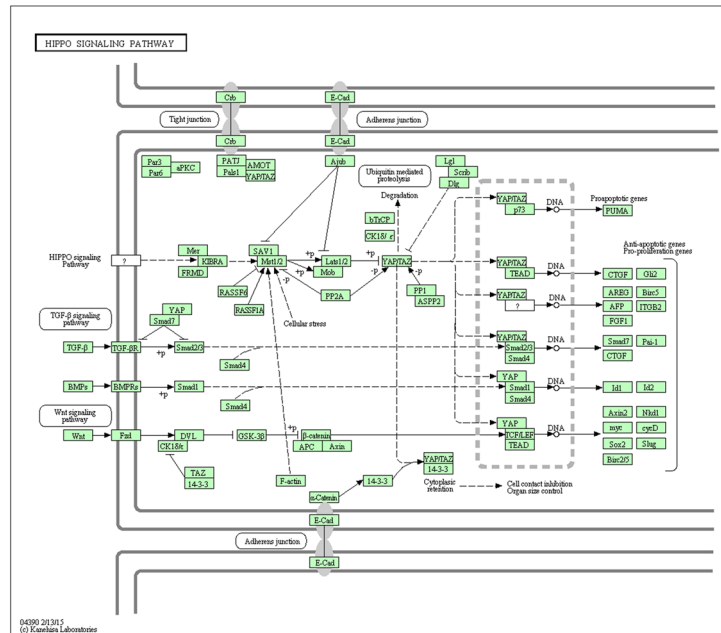 HIPPO SIGNALING PATHWAY
Crb
E-Cad
Tight junction
Adherens junction
Crb
E-Cad
Par3
Par6
aPKC
PATJ
Pals1
AMOT
YAP/TAZ
Ajub
Ubiquitin mediated
proteolysis
Lgl
Scrib
Dlg
Degradation
bTrCP
CK1δ/ε
YAP/TAZ
p73
DNA
Proapoptotic genes
PUMA
HIPPO signaling
Pathway
?
Mer
KIBRA
FRMD
SAV1
Mst1/2
+p
Lats1/2
Mob
+p
+p
YAP/TAZ
-p
-p
-p
PP2A
PP1
ASPP2
RASSF6
RASSF1A
Cellular stress
YAP/TAZ
TEAD
DNA
Anti-apoptotic genes
Pro-proliferation genes
CTGF
Gli2
YAP/TAZ
?
DNA
AREG
Birc5
AFP
ITGB2
FGF1
TGF-β signaling
pathway
YAP
Smad7
TGF-β
TGF-βR
+p
Smad2/3
Smad4
YAP/TAZ
Smad2/3
Smad4
DNA
Smad7
Pai-1
CTGF
BMPs
BMPRs
+p
Smad1
Smad4
YAP
Smad1
Smad4
DNA
Id1
Id2
Wnt signaling
pathway
Wnt
Fzd
DVL
CK1δ/ε
GSK-3β
+p
β-catenin
APC
Axin
YAP
TCF/LEF
TEAD
DNA
Axin2
Nkd1
myc
cycD
Sox2
Slug
Birc2/5
TAZ
14-3-3
F-actin
α-Catenin
14-3-3
YAP/TAZ
14-3-3
Cytoplasic
retention
Cell contact inhibition
Organ size control
E-Cad
Adherens junction
E-Cad
04390 2/13/15
(c) Kanehisa Laboratories